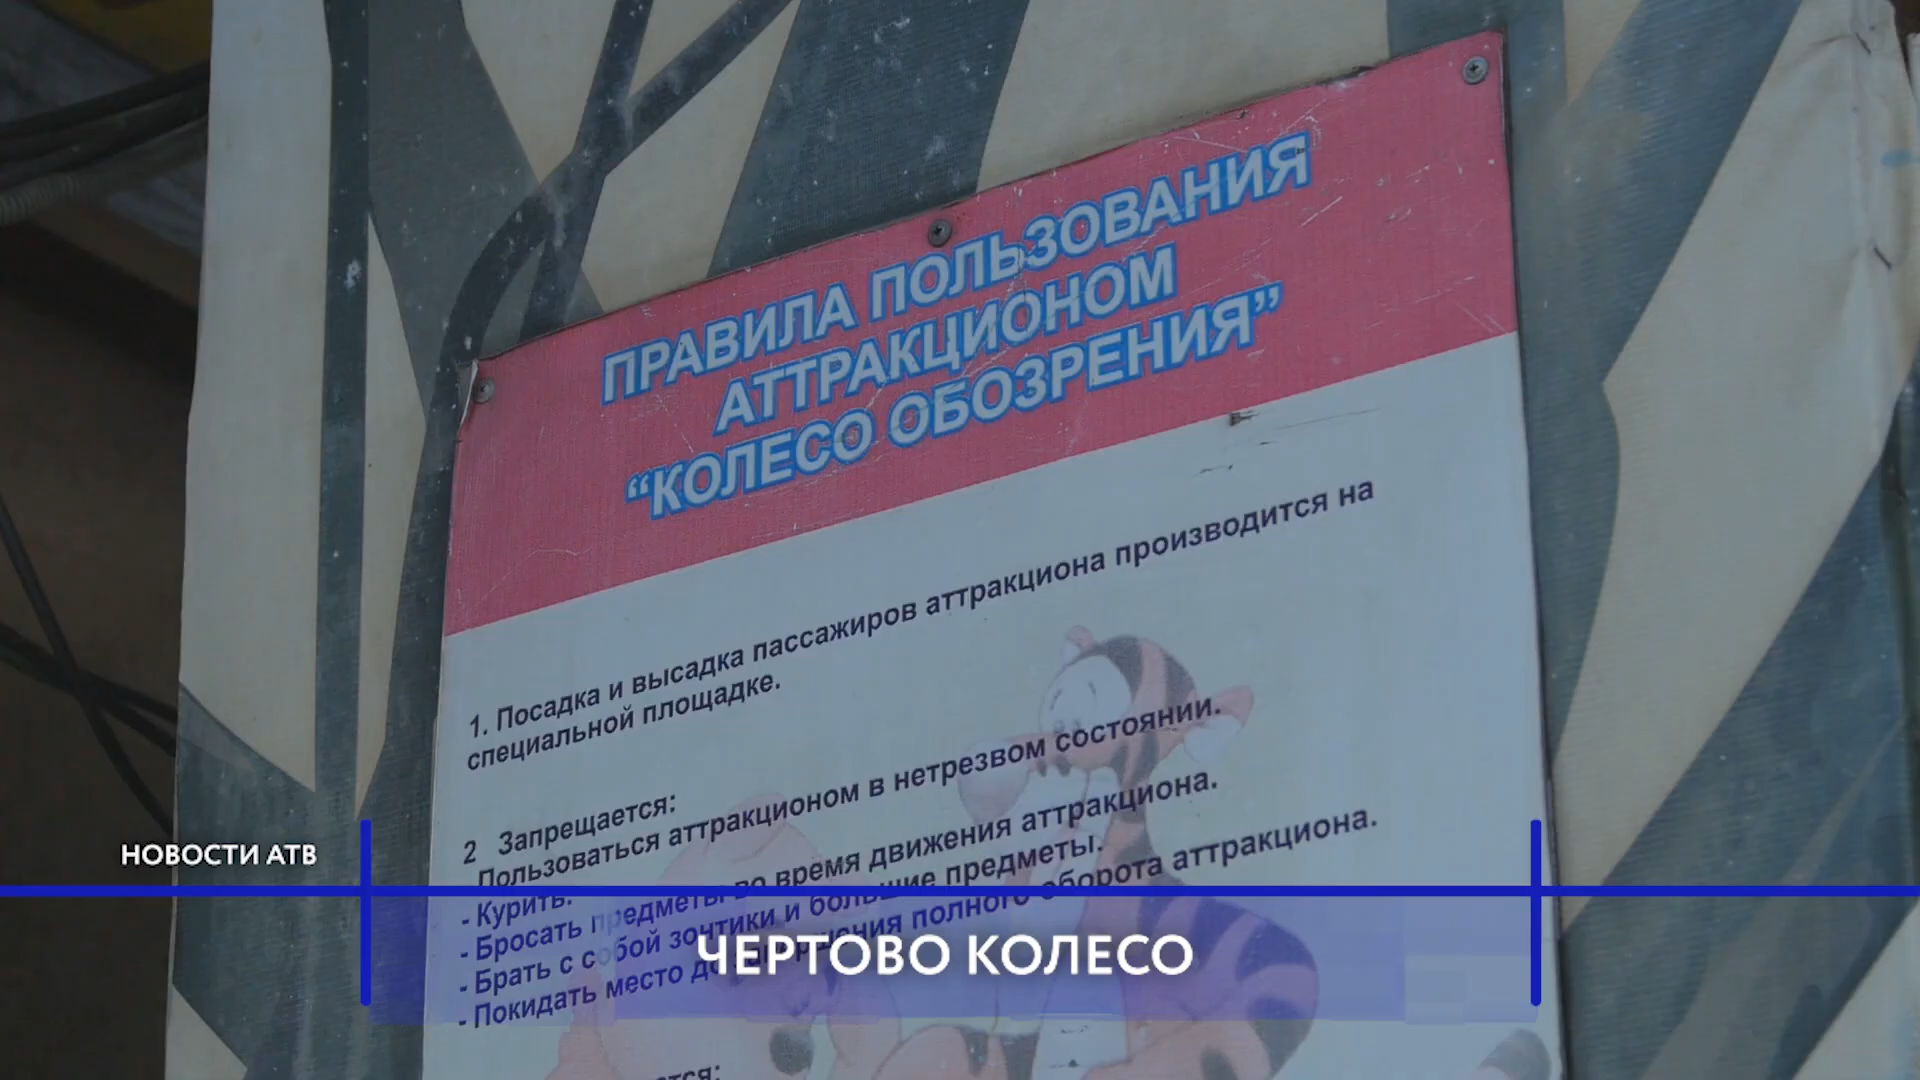 ПРАВИЛА ПОЛЬЗОВАНИЯ
АТТРАКЦИОНОМ
“КОЛЕСО ОБОЗРЕНИЯ”
1. Посадка и высадка пассажиров аттракциона производится на
специальной площадке.
2 Запрещается:
Пользоваться аттракционом в нетрезвом состоянии.
- Курить.
- Бросать предметы во время движения аттракциона.
- Брать с собой зонтики и большие предметы.
- Покидать место до завершения полного оборота аттракциона.
НОВОСТИ АТВ
ЧЕРТОВО КОЛЕСО